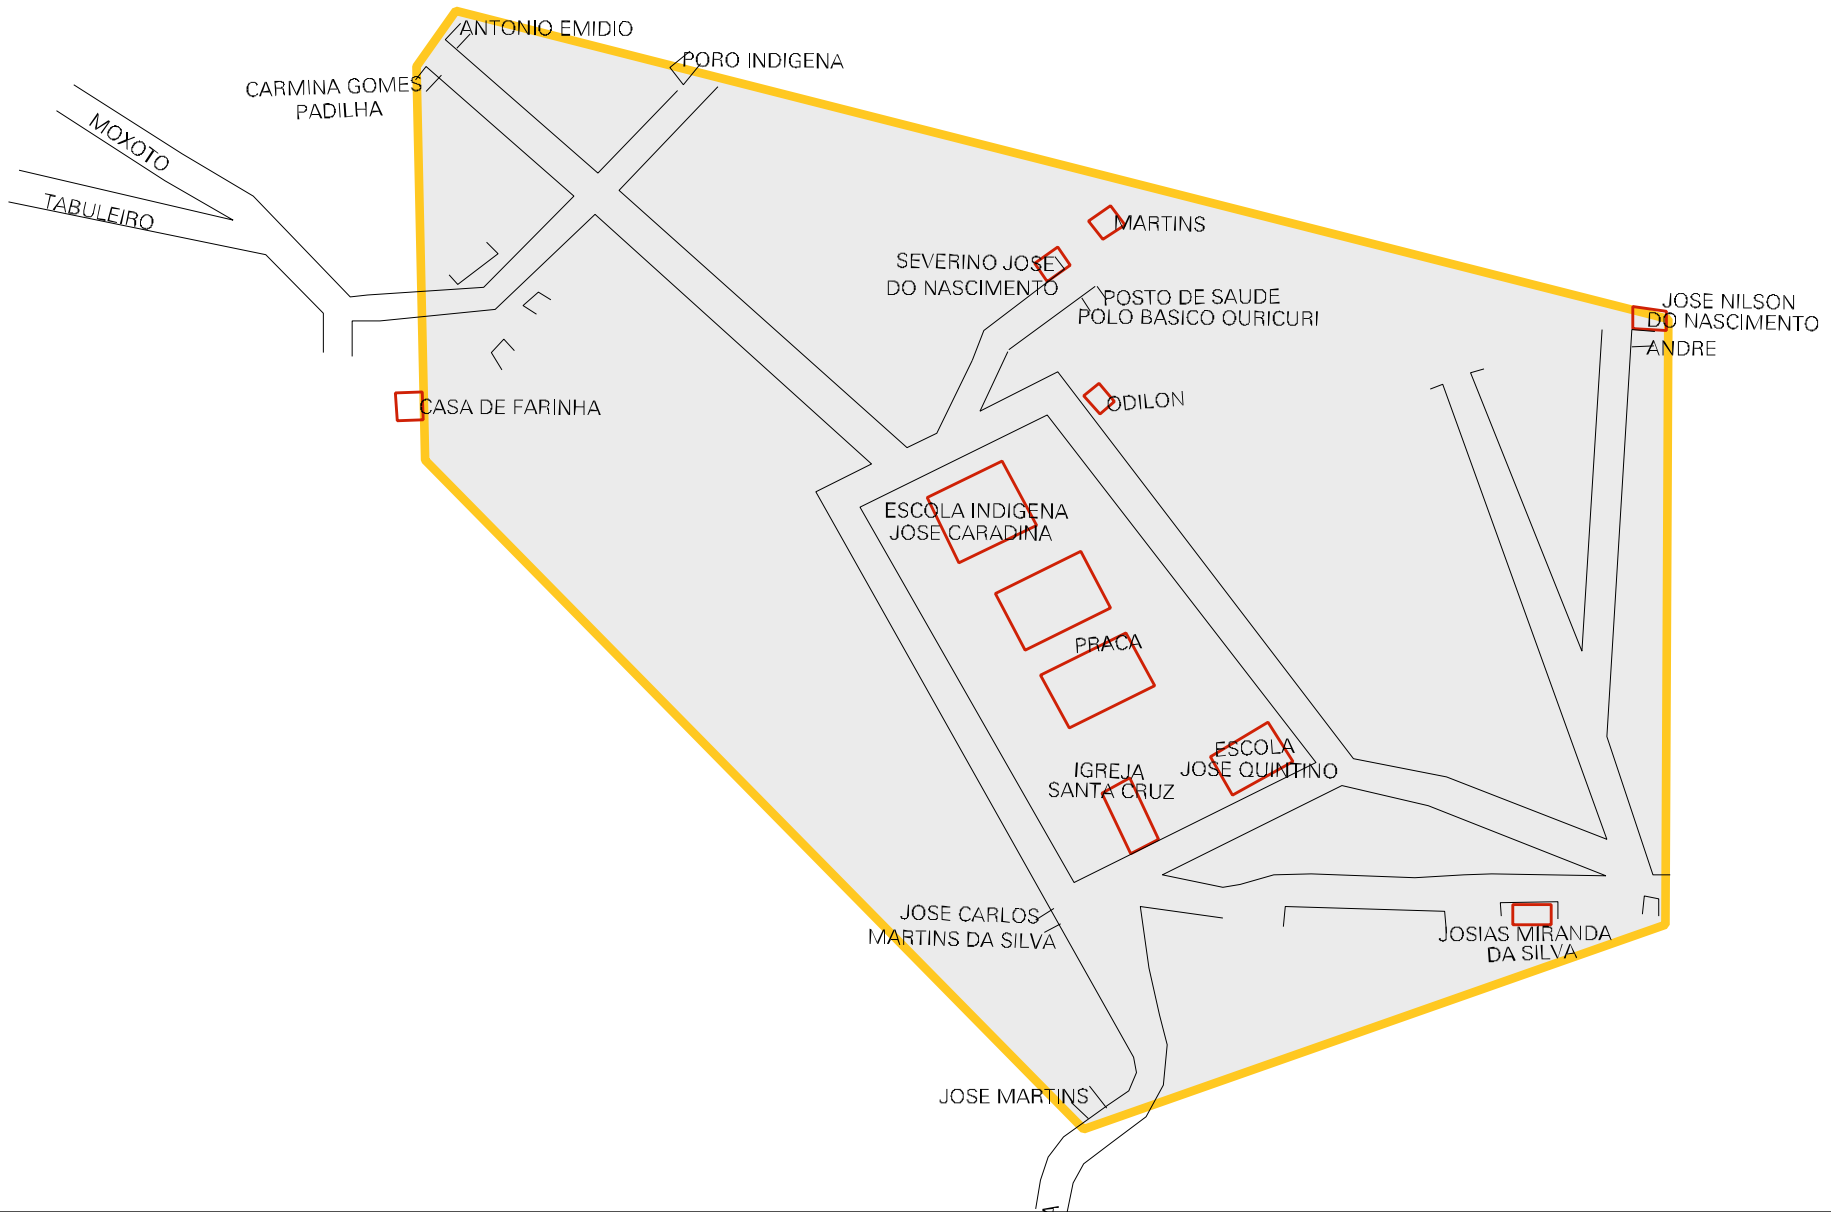 ANTONIO EMIDIO
PORO INDIGENA
CARMINA GOMES
PADILHA
MOXOTO
TABULEIRO
MARTINS
SEVERINO JOSE
DO NASCIMENTO
POSTO DE SAUDE
POLO BASICO OURICURI
JOSE NILSON
DO NASCIMENTO
ANDRE
CASA DE FARINHA
ODILON
ESCOLA INDIGENA
JOSE CARADINA
PRACA
ESCOLA
JOSE QUINTINO
IGREJA
SANTA CRUZ
JOSE CARLOS
MARTINS DA SILVA
JOSIAS MIRANDA
DA SILVA
JOSE MARTINS